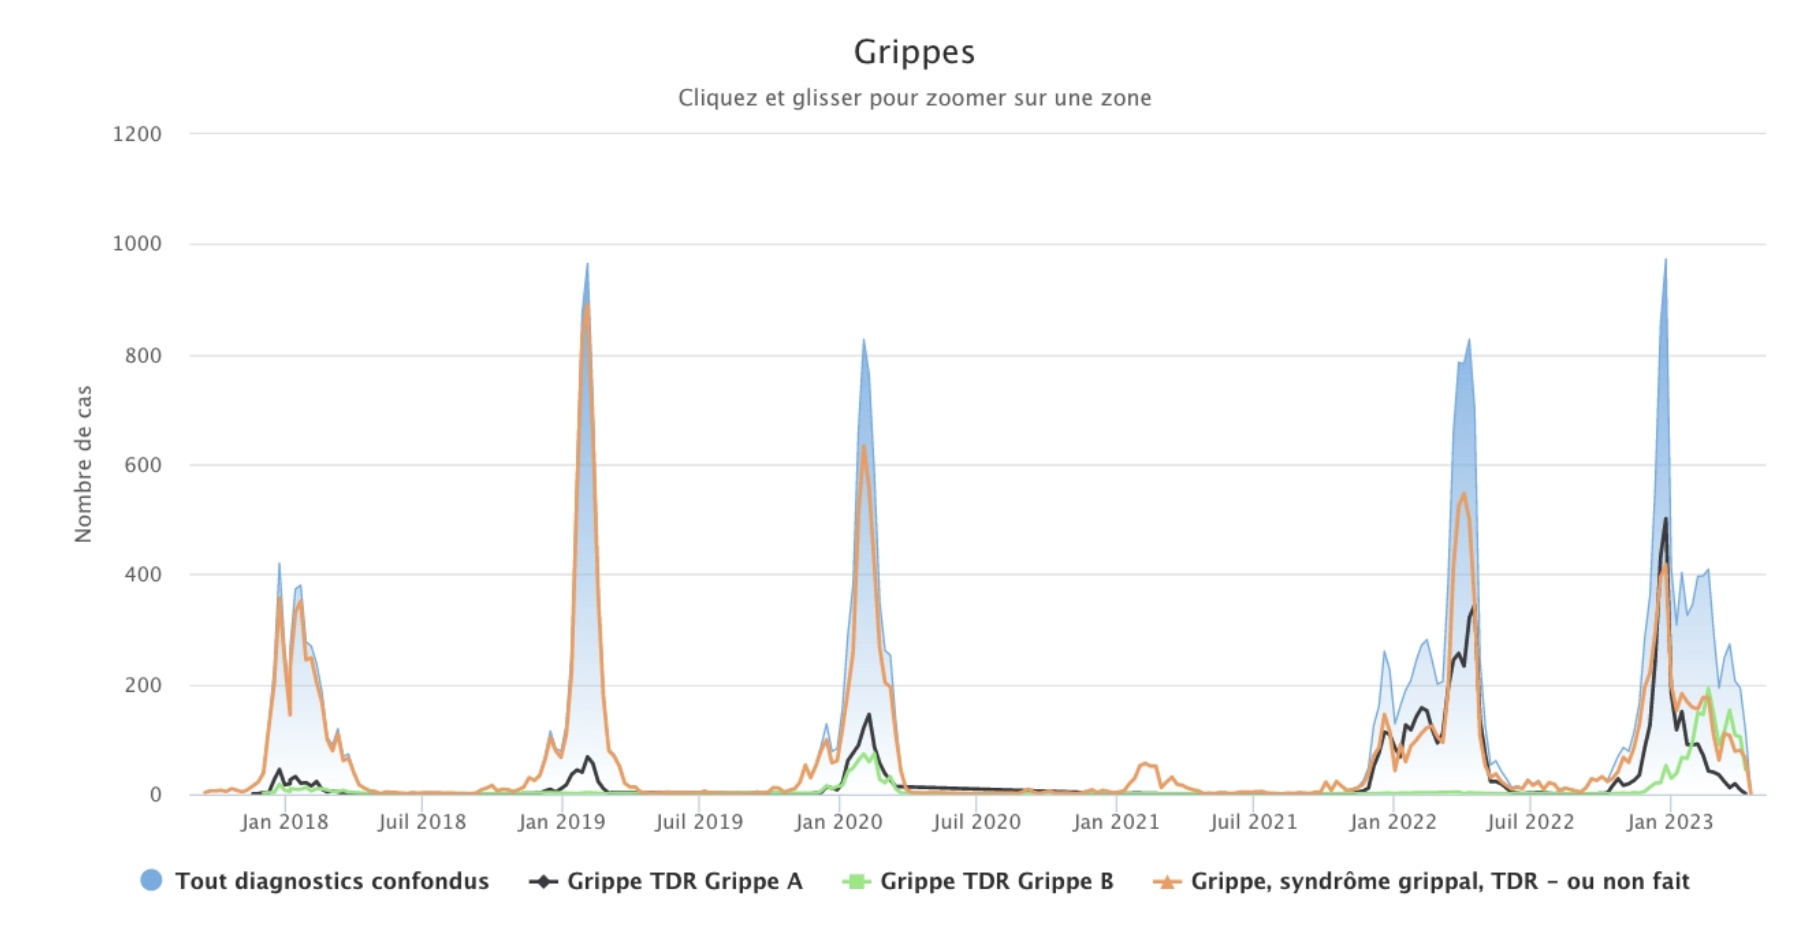 Grippes
Cliquez et glisser pour zoomer sur une zone
Nombre de cas
1200
1000
800
600
400
200
0
Jan 2018 Juil 2018 Jan 2019 Juil 2019 Jan 2020 Juil 2020 Jan 2021 Juil 2021 Jan 2022 Juil 2022 Jan 2023
Tout diagnostics confondus Grippe TDR Grippe A Grippe TDR Grippe B Grippe, syndrôme grippal, TDR – ou non fait